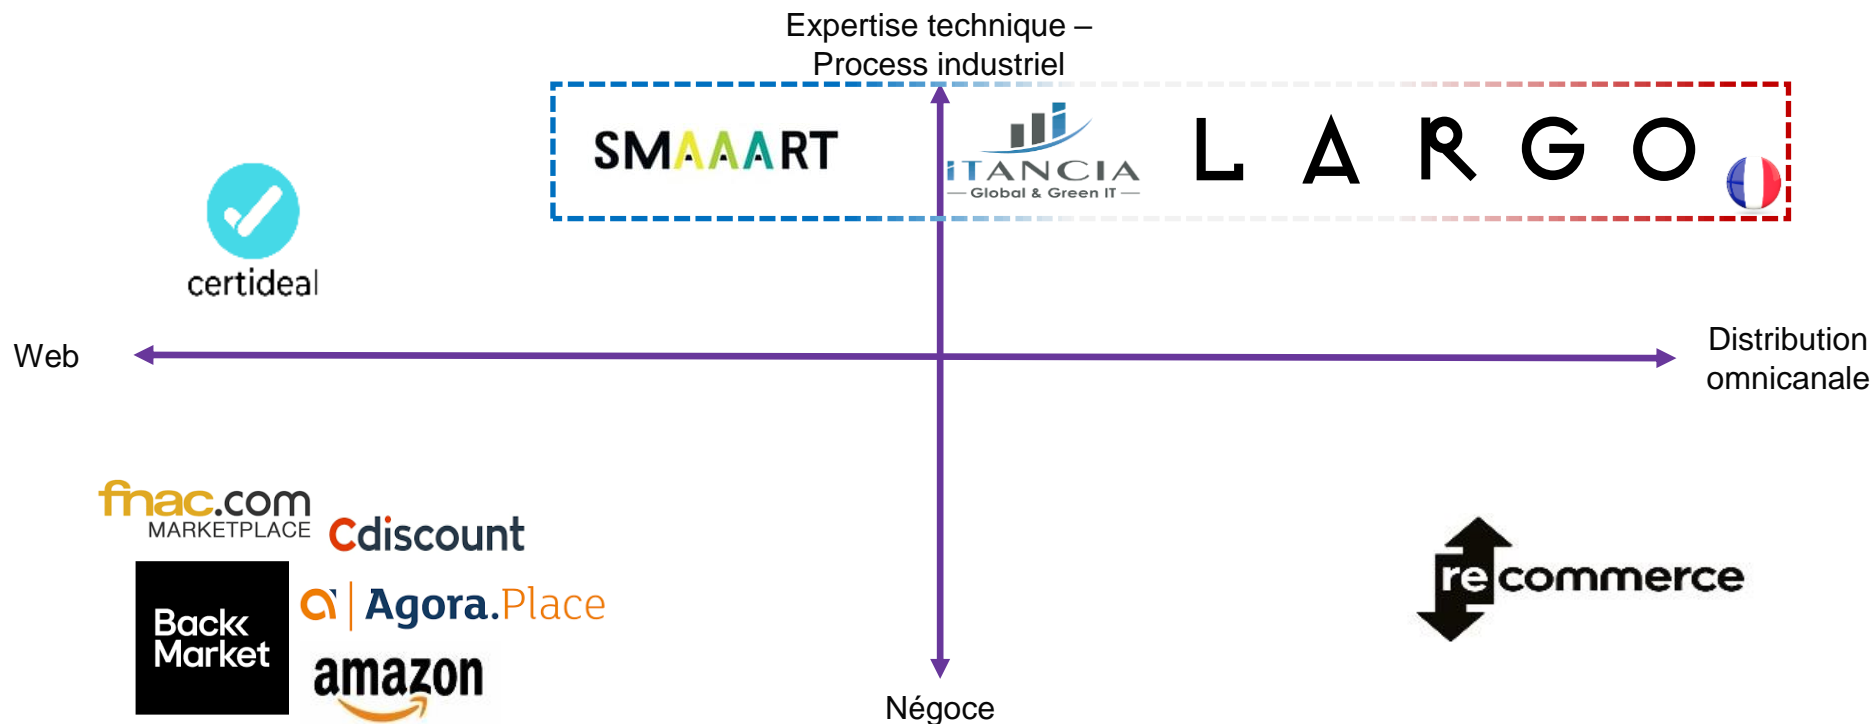 Expertise technique –
Process industriel
SMAAART
iTANCIA
Global & Green IT
LARGO
certideal
Web
Distribution
omnicanale
fnac.com
MARKETPLACE
Cdiscount
Back
Market
a | Agora.Place
amazon
recommerce
Négoce